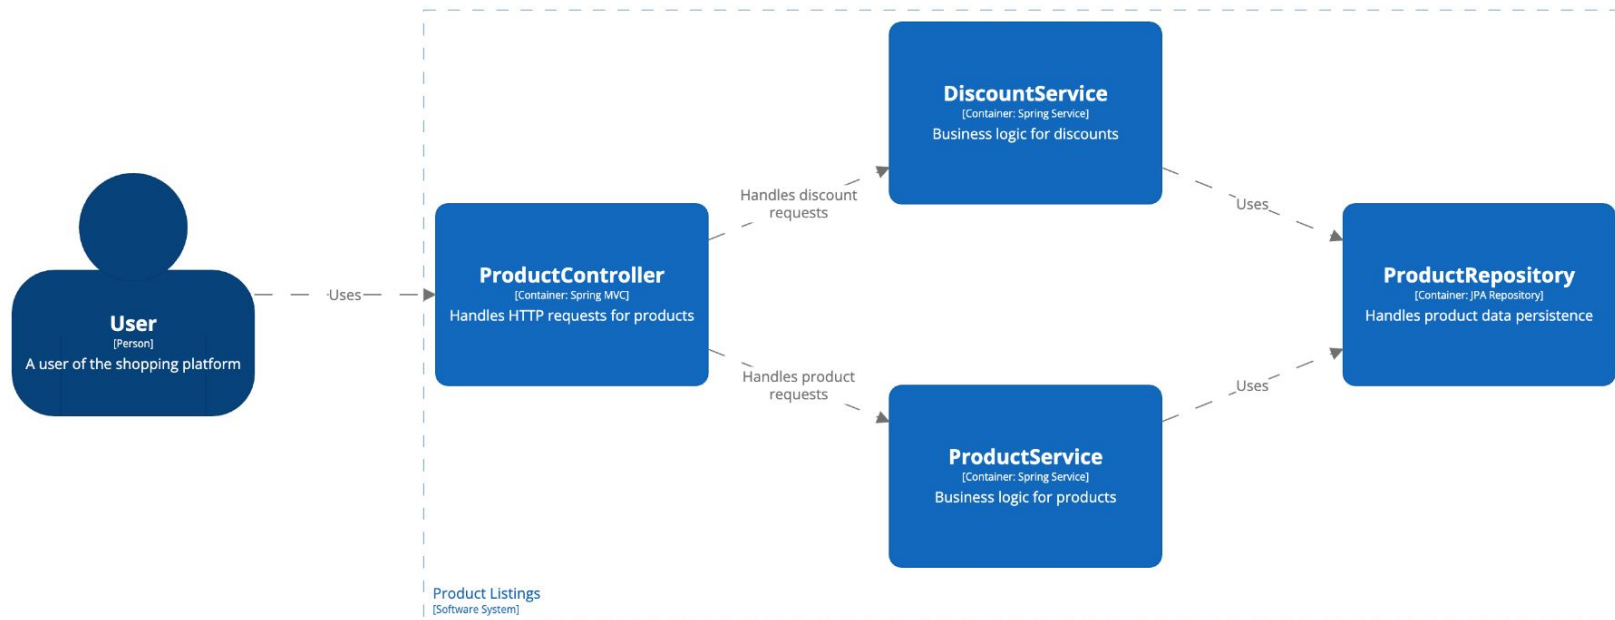 User
[Person]
A user of the shopping platform
Uses
ProductController
[Container: Spring MVC]
Handles HTTP requests for products
Handles discount
requests
Handles product
requests
DiscountService
[Container: Spring Service]
Business logic for discounts
ProductService
[Container: Spring Service]
Business logic for products
Uses
Uses
ProductRepository
[Container: JPA Repository]
Handles product data persistence
Product Listings
[Software System]